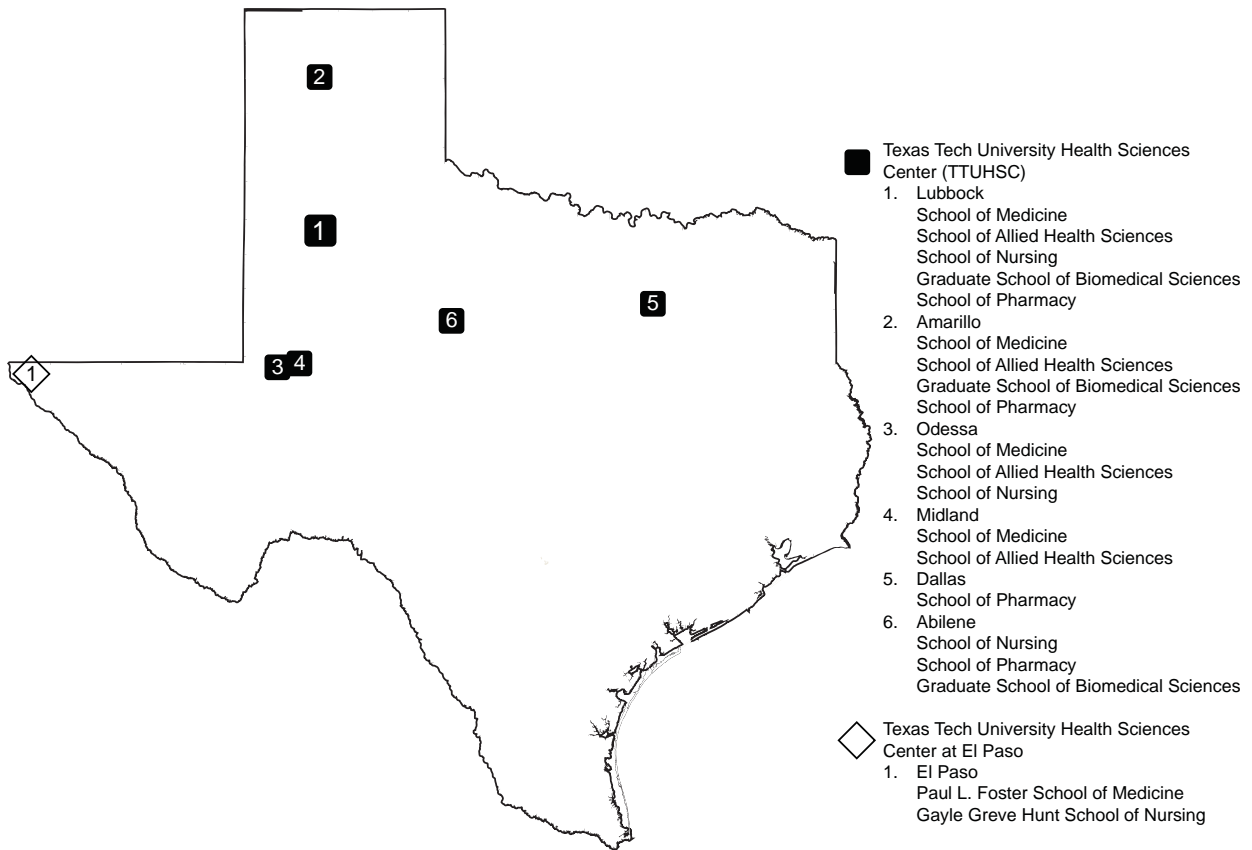 2
1
6
5
3
4
1
Texas Tech University Health Sciences
Center (TTUHSC)
1. Lubbock
School of Medicine
School of Allied Health Sciences
School of Nursing
Graduate School of Biomedical Sciences
School of Pharmacy
2. Amarillo
School of Medicine
School of Allied Health Sciences
Graduate School of Biomedical Sciences
School of Pharmacy
3. Odessa
School of Medicine
School of Allied Health Sciences
School of Nursing
4. Midland
School of Medicine
School of Allied Health Sciences
5. Dallas
School of Pharmacy
6. Abilene
School of Nursing
School of Pharmacy
Graduate School of Biomedical Sciences
Texas Tech University Health Sciences
Center at El Paso
1. El Paso
Paul L. Foster School of Medicine
Gayle Greve Hunt School of Nursing